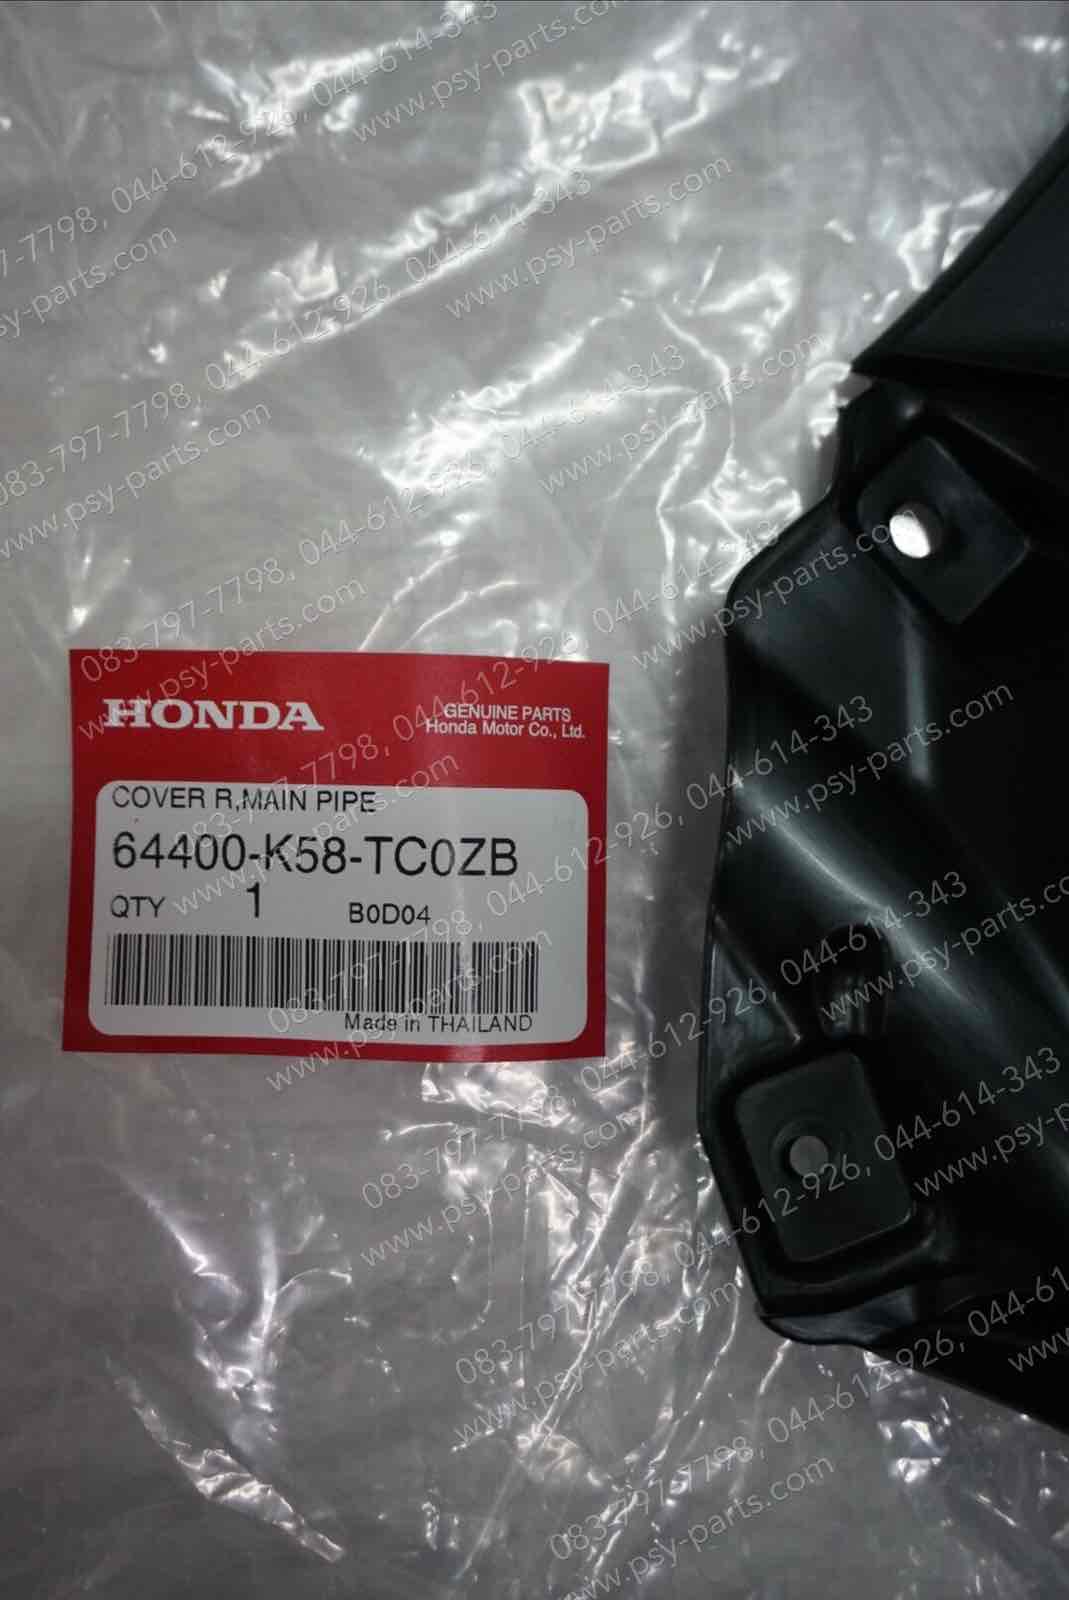 HONDA
GENUINE PARTS
Honda Motor Co., Ltd.
COVER R,MAIN PIPE
64400-K58-TC0ZB
QTY 1 B0D04
Made in THAILAND
083-797-7798, 044-612-926, 044-614-343
www.psy-parts.com